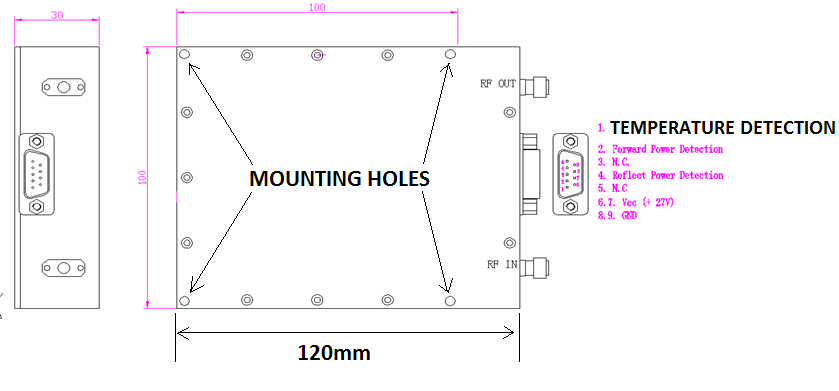 30
100
RF OUT
100
MOUNTING HOLES
RF IN
120mm
1. TEMPERATURE DETECTION
2. Forward Power Detection
3. N.C.
4. Reflect Power Detection
5. N.C
6.7. Vcc (+ 27V)
8.9. GND